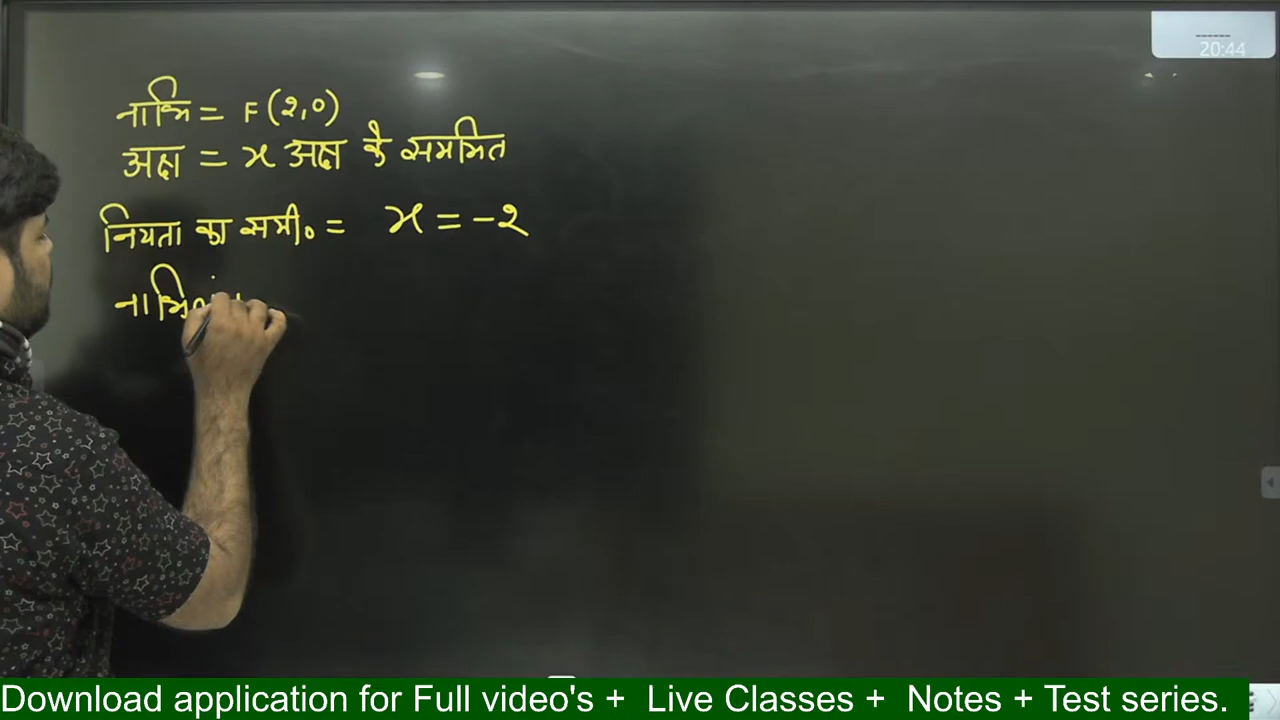 20:44
नाभि = F(2,0)
अक्ष = x अक्ष के सममित
नियता का समी० = x = -2
नाभि
Download application for Full video's + Live Classes + Notes + Test series.